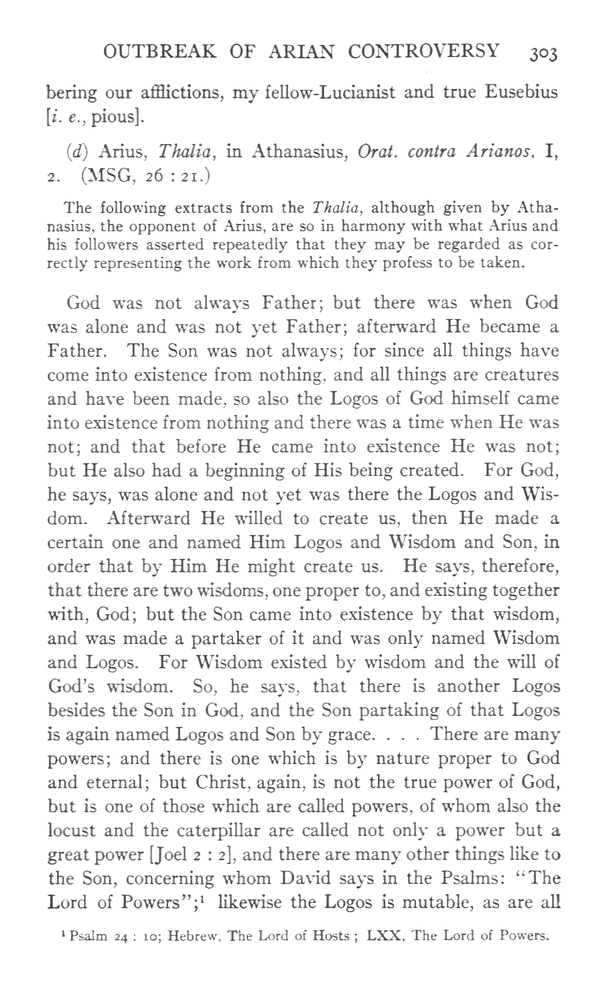 OUTBREAK OF ARIAN CONTROVERSY 303
bering our afflictions, my fellow-Lucianist and true Eusebius
[i. e., pious].
(d) Arius, Thalia, in Athanasius, Orat. contra Arianos, I,
2. (MSG, 26 : 21.)
The following extracts from the Thalia, although given by Atha-
nasius, the opponent of Arius, are so in harmony with what Arius and
his followers asserted repeatedly that they may be regarded as cor-
rectly representing the work from which they profess to be taken.
God was not always Father; but there was when God
was alone and was not yet Father; afterward He became a
Father. The Son was not always; for since all things have
come into existence from nothing, and all things are creatures
and have been made, so also the Logos of God himself came
into existence from nothing and there was a time when He was
not; and that before He came into existence He was not;
but He also had a beginning of His being created. For God,
he says, was alone and not yet was there the Logos and Wis-
dom. Afterward He willed to create us, then He made a
certain one and named Him Logos and Wisdom and Son, in
order that by Him He might create us. He says, therefore,
that there are two wisdoms, one proper to, and existing together
with, God; but the Son came into existence by that wisdom,
and was made a partaker of it and was only named Wisdom
and Logos. For Wisdom existed by wisdom and the will of
God's wisdom. So, he says, that there is another Logos
besides the Son in God, and the Son partaking of that Logos
is again named Logos and Son by grace. . . . There are many
powers; and there is one which is by nature proper to God
and eternal; but Christ, again, is not the true power of God,
but is one of those which are called powers, of whom also the
locust and the caterpillar are called not only a power but a
great power [Joel 2 : 2], and there are many other things like to
the Son, concerning whom David says in the Psalms: "The
Lord of Powers";¹ likewise the Logos is mutable, as are all
¹ Psalm 24 : 10; Hebrew, The Lord of Hosts ; LXX, The Lord of Powers.